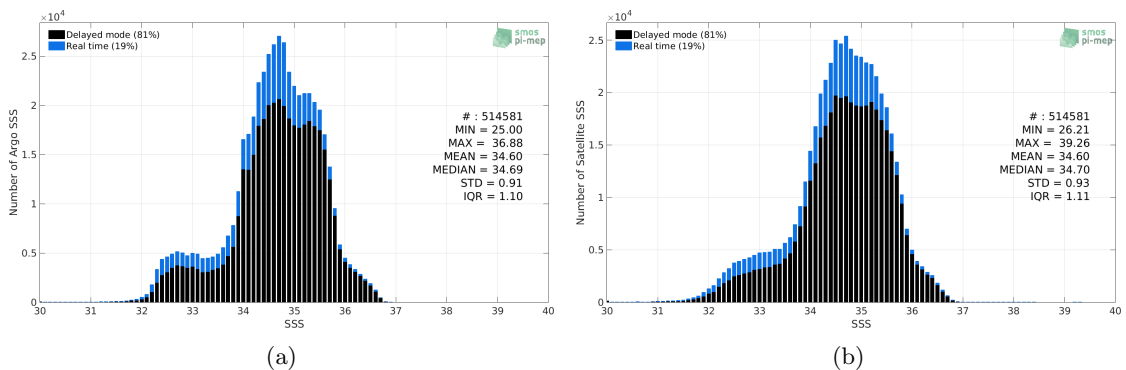 ×10⁴
Delayed mode (81%)
Real time (19%)
smos
pi-mep
2.5
2
1.5
1
0.5
0
Number of Argo SSS
# : 514581
MIN = 25.00
MAX = 36.88
MEAN = 34.60
MEDIAN = 34.69
STD = 0.91
IQR = 1.10
30 31 32 33 34 35 36 37 38 39 40
SSS
(a)
×10⁴
Delayed mode (81%)
Real time (19%)
smos
pi-mep
2.5
2
1.5
1
0.5
0
Number of Satellite SSS
# : 514581
MIN = 26.21
MAX = 39.26
MEAN = 34.60
MEDIAN = 34.70
STD = 0.93
IQR = 1.11
30 31 32 33 34 35 36 37 38 39 40
SSS
(b)